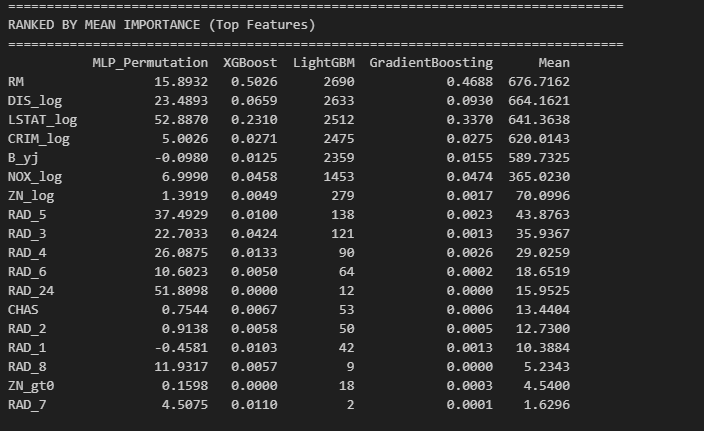 ================================================================================
RANKED BY MEAN IMPORTANCE (Top Features)
================================================================================
MLP_Permutation XGBoost LightGBM GradientBoosting Mean
RM 15.8932 0.5026 2690 0.4688 676.7162
DIS_log 23.4893 0.0659 2633 0.0930 664.1621
LSTAT_log 52.8870 0.2310 2512 0.3370 641.3638
CRIM_log 5.0026 0.0271 2475 0.0275 620.0143
B_yj -0.0980 0.0125 2359 0.0155 589.7325
NOX_log 6.9990 0.0458 1453 0.0474 365.0230
ZN_log 1.3919 0.0049 279 0.0017 70.0996
RAD_5 37.4929 0.0100 138 0.0023 43.8763
RAD_3 22.7033 0.0424 121 0.0013 35.9367
RAD_4 26.0875 0.0133 90 0.0026 29.0259
RAD_6 10.6023 0.0050 64 0.0002 18.6519
RAD_24 51.8098 0.0000 12 0.0000 15.9525
CHAS 0.7544 0.0067 53 0.0006 13.4404
RAD_2 0.9138 0.0058 50 0.0005 12.7300
RAD_1 -0.4581 0.0103 42 0.0013 10.3884
RAD_8 11.9317 0.0057 9 0.0000 5.2343
ZN_gt0 0.1598 0.0000 18 0.0003 4.5400
RAD_7 4.5075 0.0110 2 0.0001 1.6296